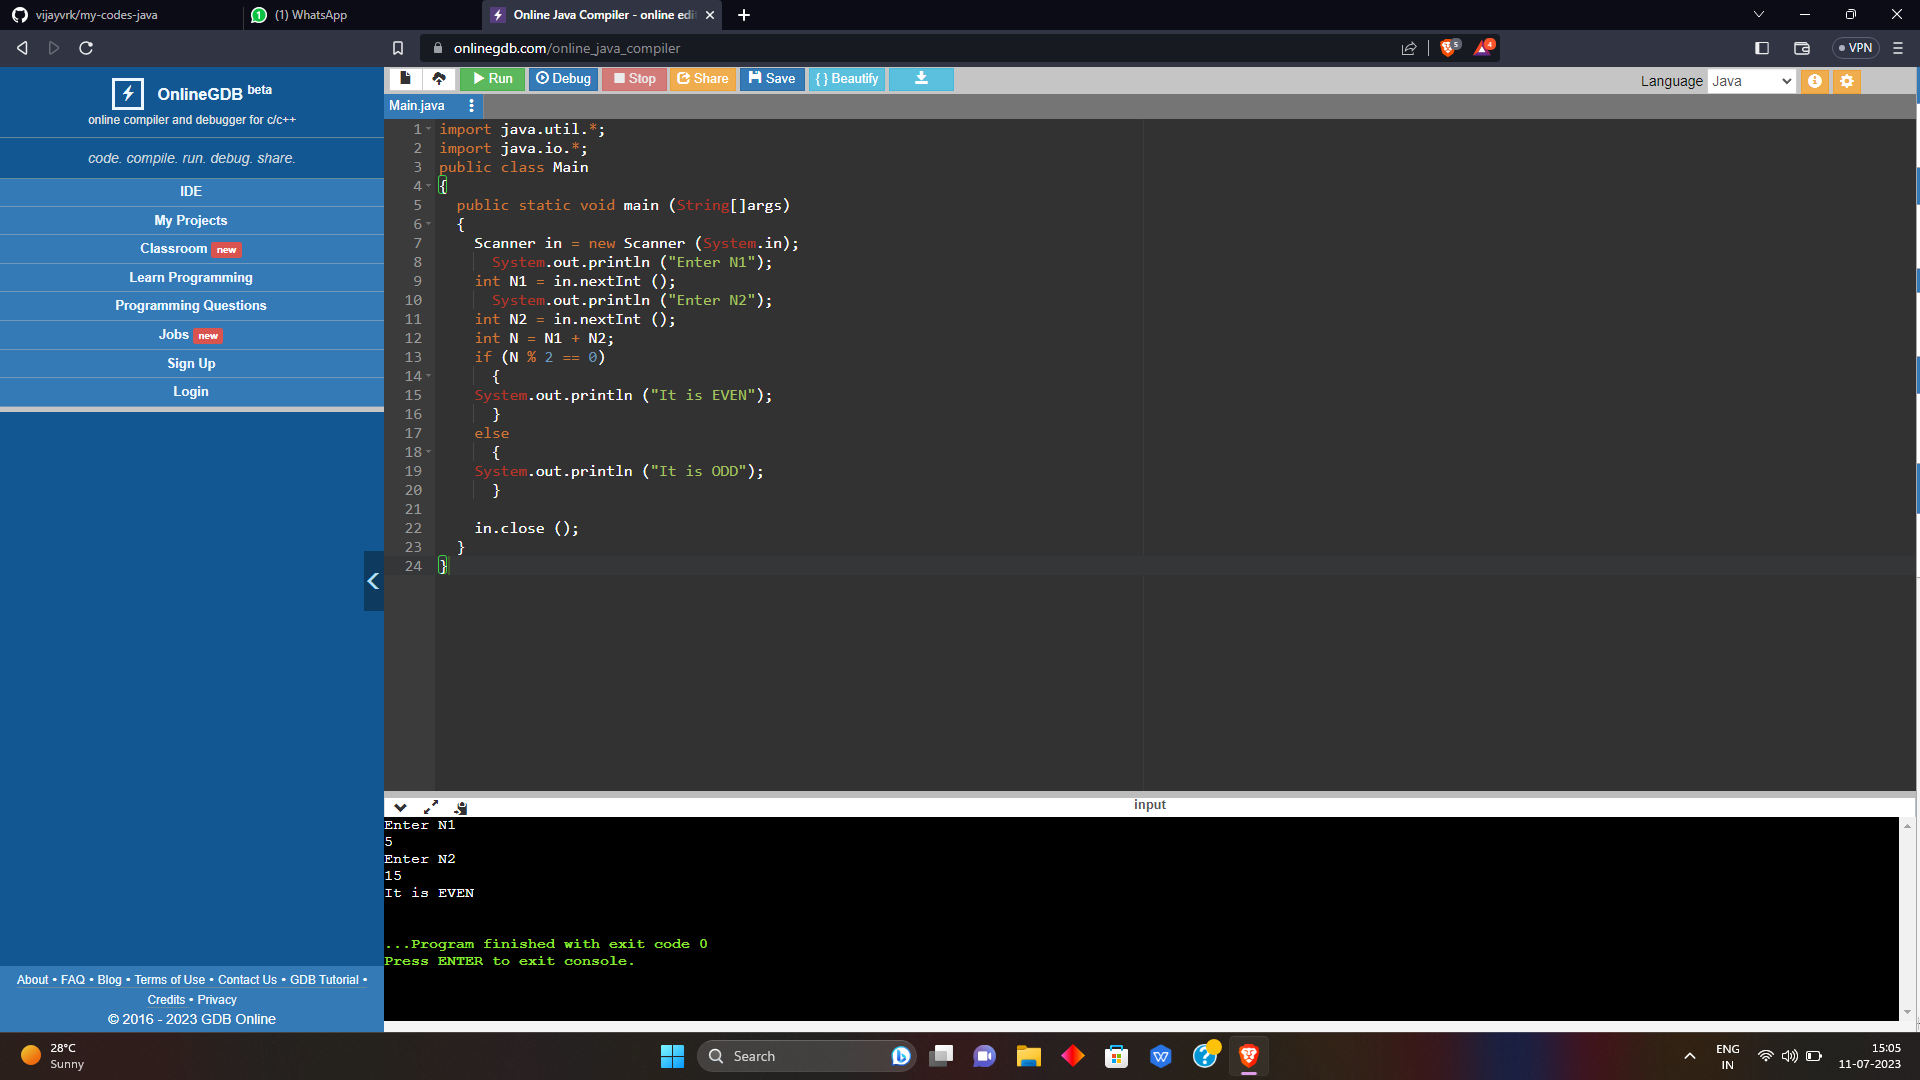 vijayvrk/my-codes-java
(1) WhatsApp
Online Java Compiler - online edi
onlinegdb.com/online_java_compiler
VPN
OnlineGDB beta
online compiler and debugger for c/c++
code. compile. run. debug. share.
IDE
My Projects
Classroom new
Learn Programming
Programming Questions
Jobs new
Sign Up
Login
About • FAQ • Blog • Terms of Use • Contact Us • GDB Tutorial •
Credits • Privacy
© 2016 - 2023 GDB Online
Run Debug Stop Share Save { } Beautify
Language Java
Main.java
1 import java.util.*;
2 import java.io.*;
3 public class Main
4 {
5 public static void main (String[]args)
6 {
7 Scanner in = new Scanner (System.in);
8 System.out.println ("Enter N1");
9 int N1 = in.nextInt ();
10 System.out.println ("Enter N2");
11 int N2 = in.nextInt ();
12 int N = N1 + N2;
13 if (N % 2 == 0)
14 {
15 System.out.println ("It is EVEN");
16 }
17 else
18 {
19 System.out.println ("It is ODD");
20 }
21
22 in.close ();
23 }
24 }
input
Enter N1
5
Enter N2
15
It is EVEN
...Program finished with exit code 0
Press ENTER to exit console.
28°C
Sunny
Search
ENG
IN
15:05
11-07-2023